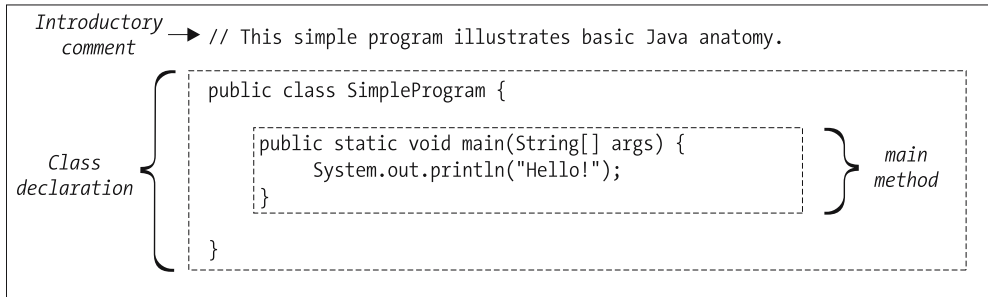 Introductory
comment
// This simple program illustrates basic Java anatomy.
public class SimpleProgram {
public static void main(String[] args) {
System.out.println("Hello!");
}
}
Class
declaration
main
method